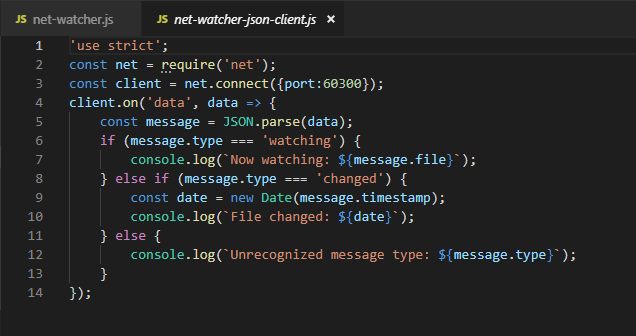 JS net-watcher.js JS net-watcher-json-client.js ×
1 'use strict';
2 const net = require('net');
3 const client = net.connect({port:60300});
4 client.on('data', data => {
5     const message = JSON.parse(data);
6     if (message.type === 'watching') {
7         console.log(`Now watching: ${message.file}`);
8     } else if (message.type === 'changed') {
9         const date = new Date(message.timestamp);
10         console.log(`File changed: ${date}`);
11     } else {
12         console.log(`Unrecognized message type: ${message.type}`);
13     }
14 });